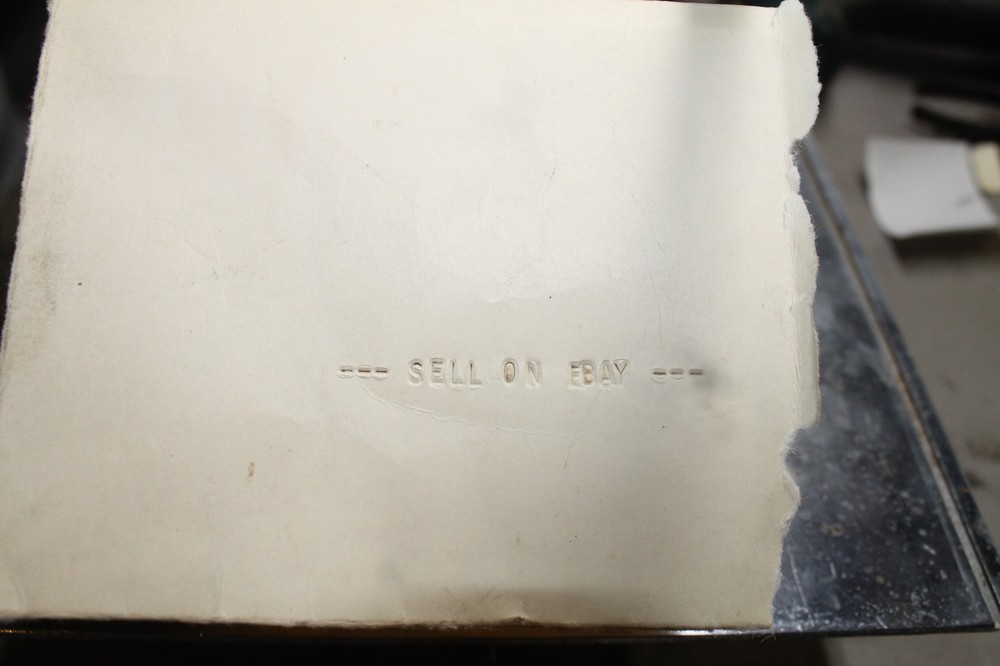 --- SELL ON EBAY ---